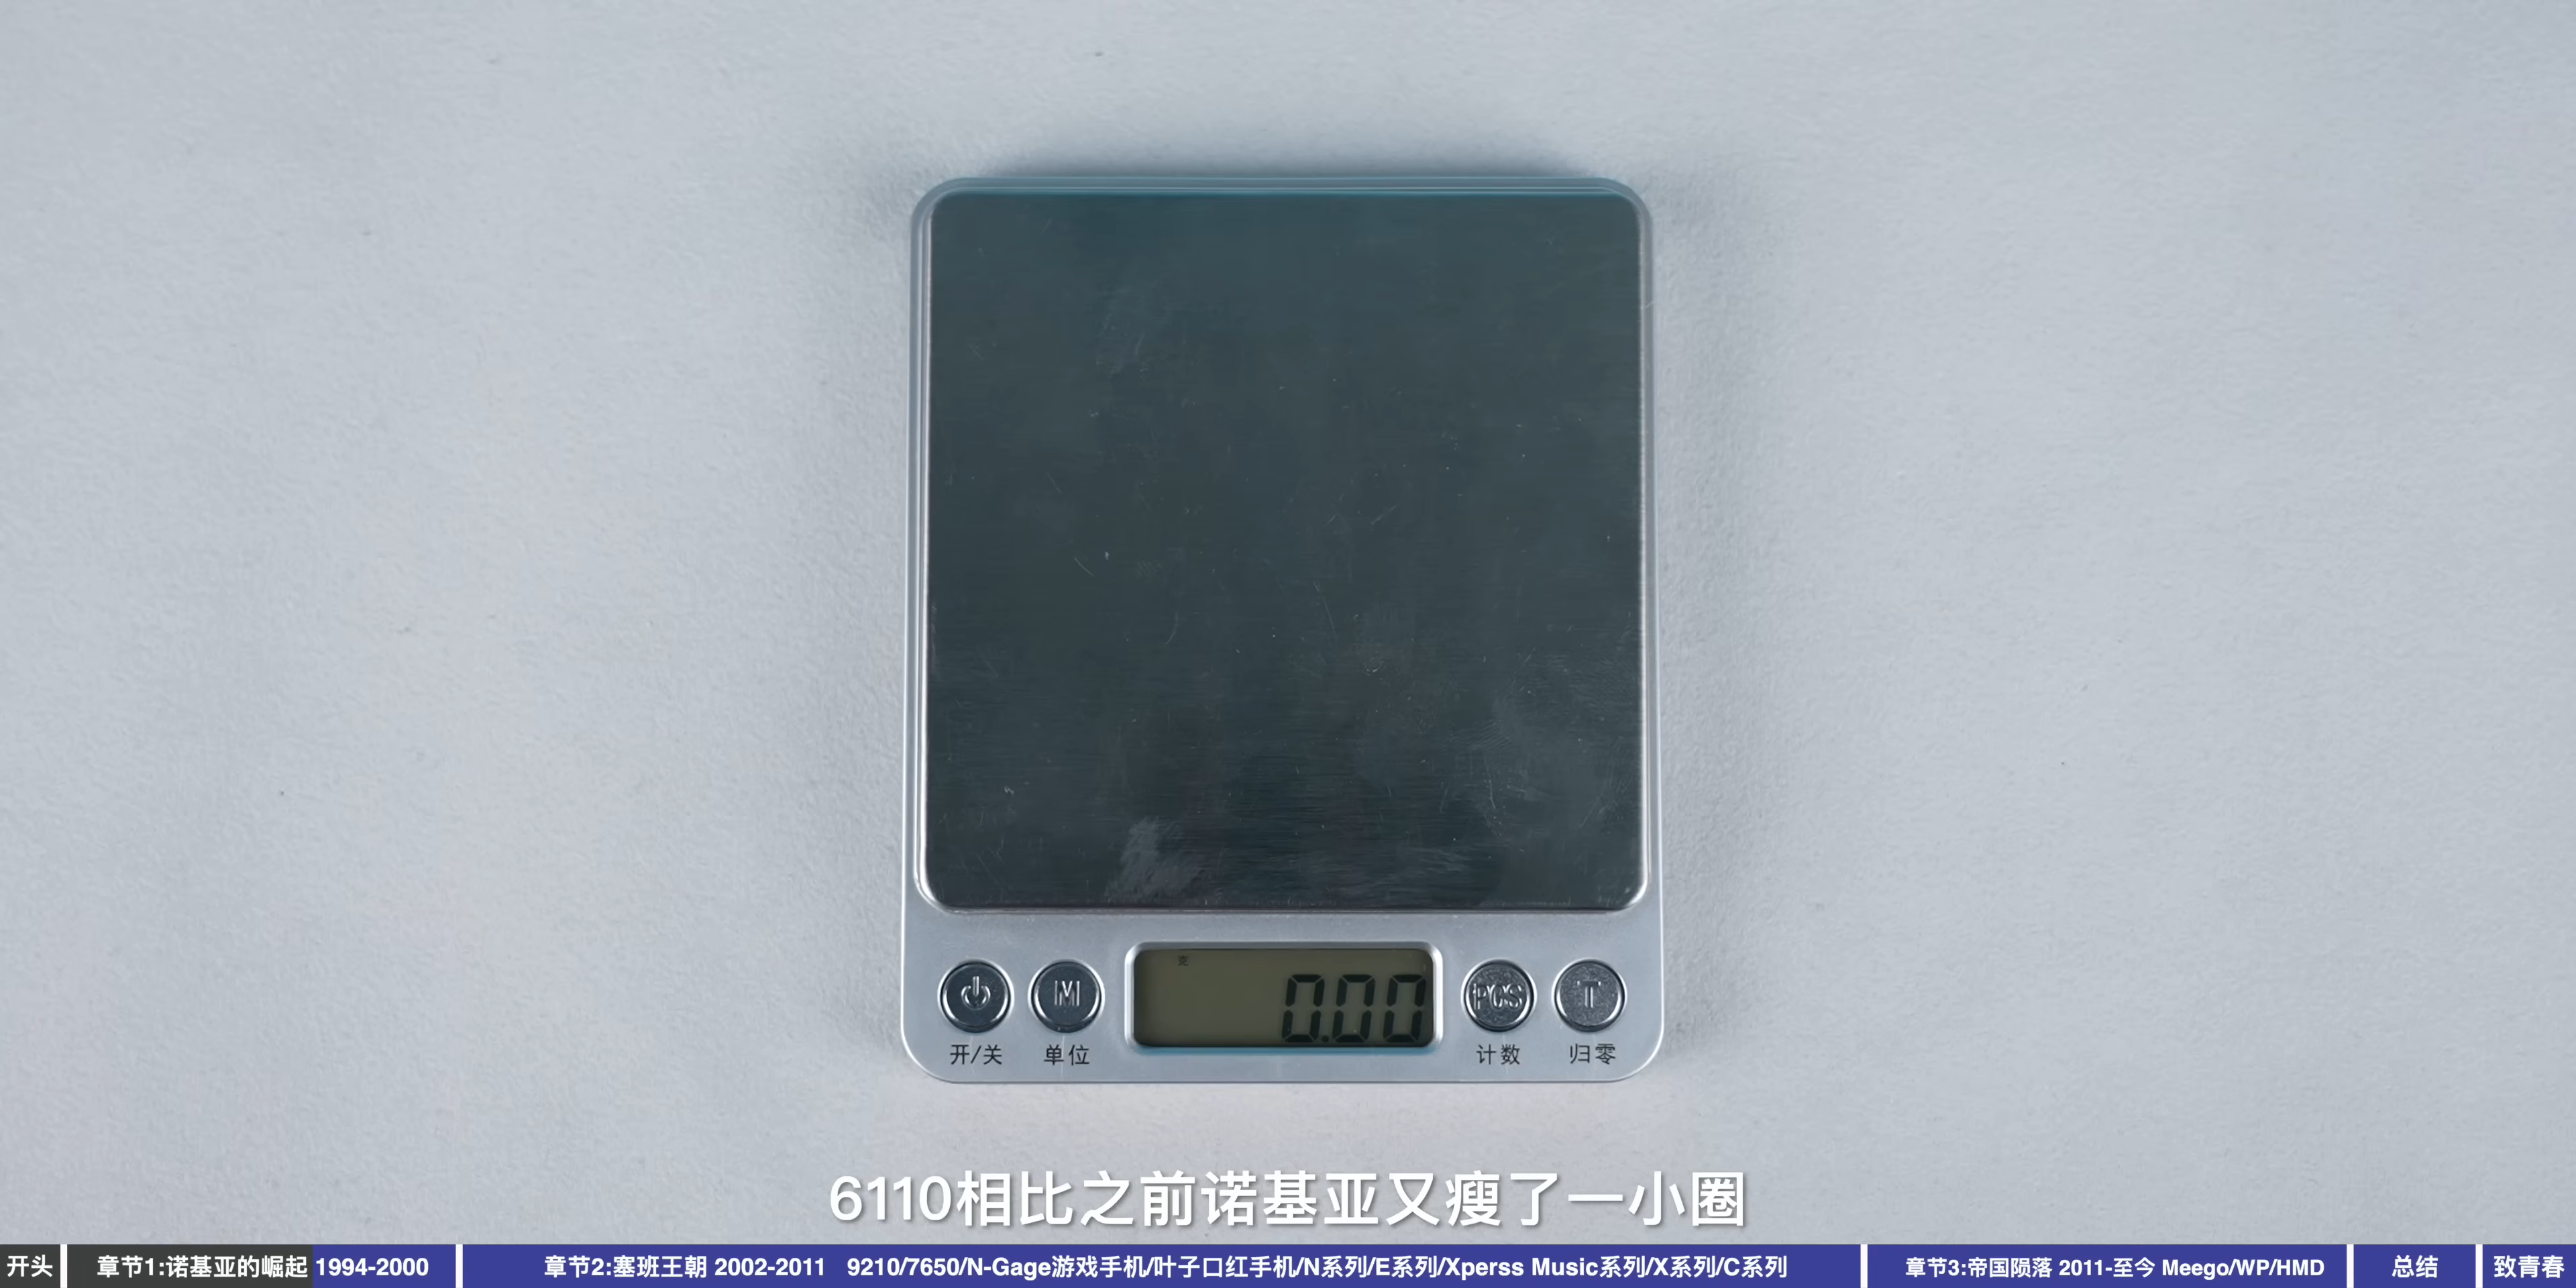 克
0.00
M
PCS
T
开/关
单位
计数
归零
6110相比之前诺基亚又瘦了一小圈
开头
章节1:诺基亚的崛起 1994-2000
章节2:塞班王朝 2002-2011 9210/7650/N-Gage游戏手机/叶子口红手机/N系列/E系列/Xperss Music系列/X系列/C系列
章节3:帝国陨落 2011-至今 Meego/WP/HMD
总结
致青春